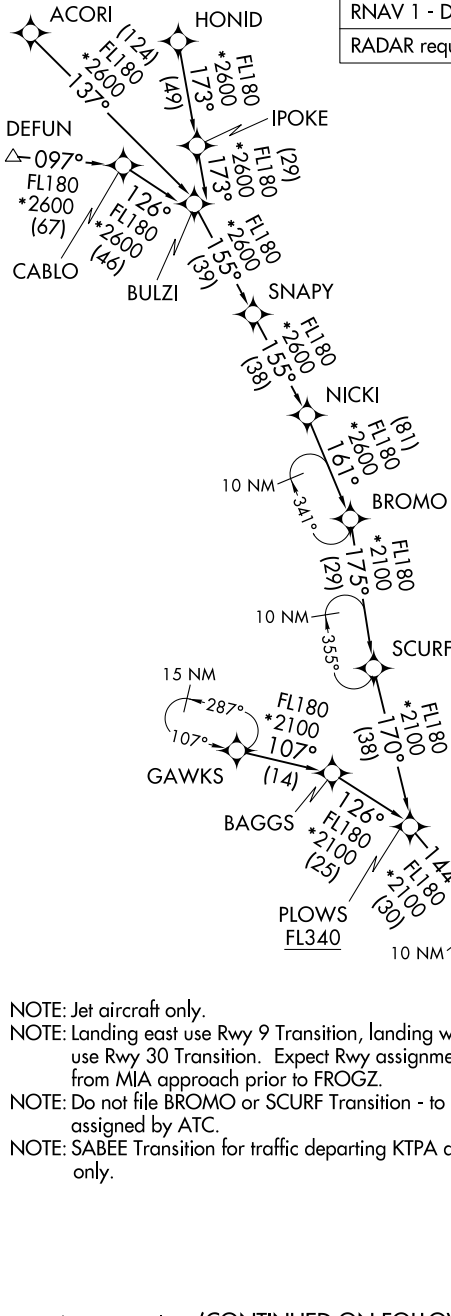 ACORI
HONID
RNAV 1 - D
RADAR requ
(124)
FL180
*2600
137°
FL180
*2600
173°
(49)
IPOKE
DEFUN
097°
FL180
*2600
(67)
CABLO
126°
FL180
*2600
(46)
BULZI
(29)
FL180
*2600
173°
FL180
*2600
155°
(39)
SNAPY
FL180
*2600
155°
(38)
NICKI
(81)
FL180
*2600
161°
10 NM
341°
BROMO
FL180
*2100
175°
(29)
10 NM
355°
SCURF
15 NM
287°
107°
GAWKS
FL180
*2100
107°
(14)
BAGGS
FL180
*2100
170°
(38)
126°
FL180
*2100
(25)
PLOWS
FL340
144
FL180
*2100
(30)
10 NM
NOTE: Jet aircraft only.
NOTE: Landing east use Rwy 9 Transition, landing w
use Rwy 30 Transition. Expect Rwy assignme
from MIA approach prior to FROGZ.
NOTE: Do not file BROMO or SCURF Transition - to
assigned by ATC.
NOTE: SABEE Transition for traffic departing KTPA
only.
(CONTINUED ON FOLLOW